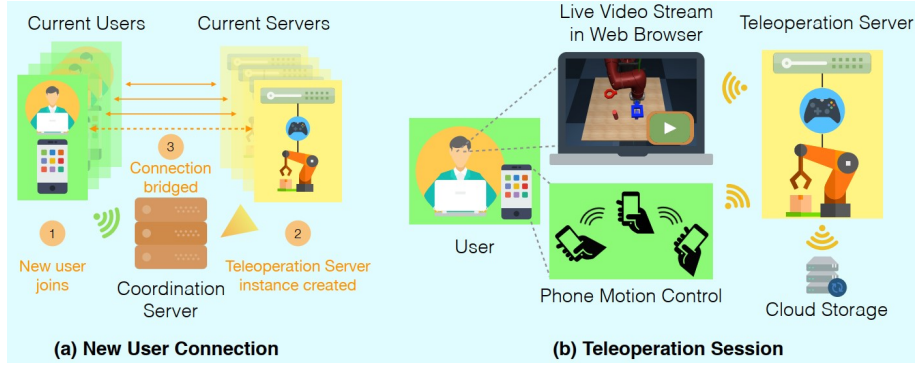 Current Users
Current Servers
3
Connection
bridged
1
New user
joins
2
Teleoperation Server
instance created
Coordination
Server
(a) New User Connection
Live Video Stream
in Web Browser
Teleoperation Server
User
Phone Motion Control
Cloud Storage
(b) Teleoperation Session